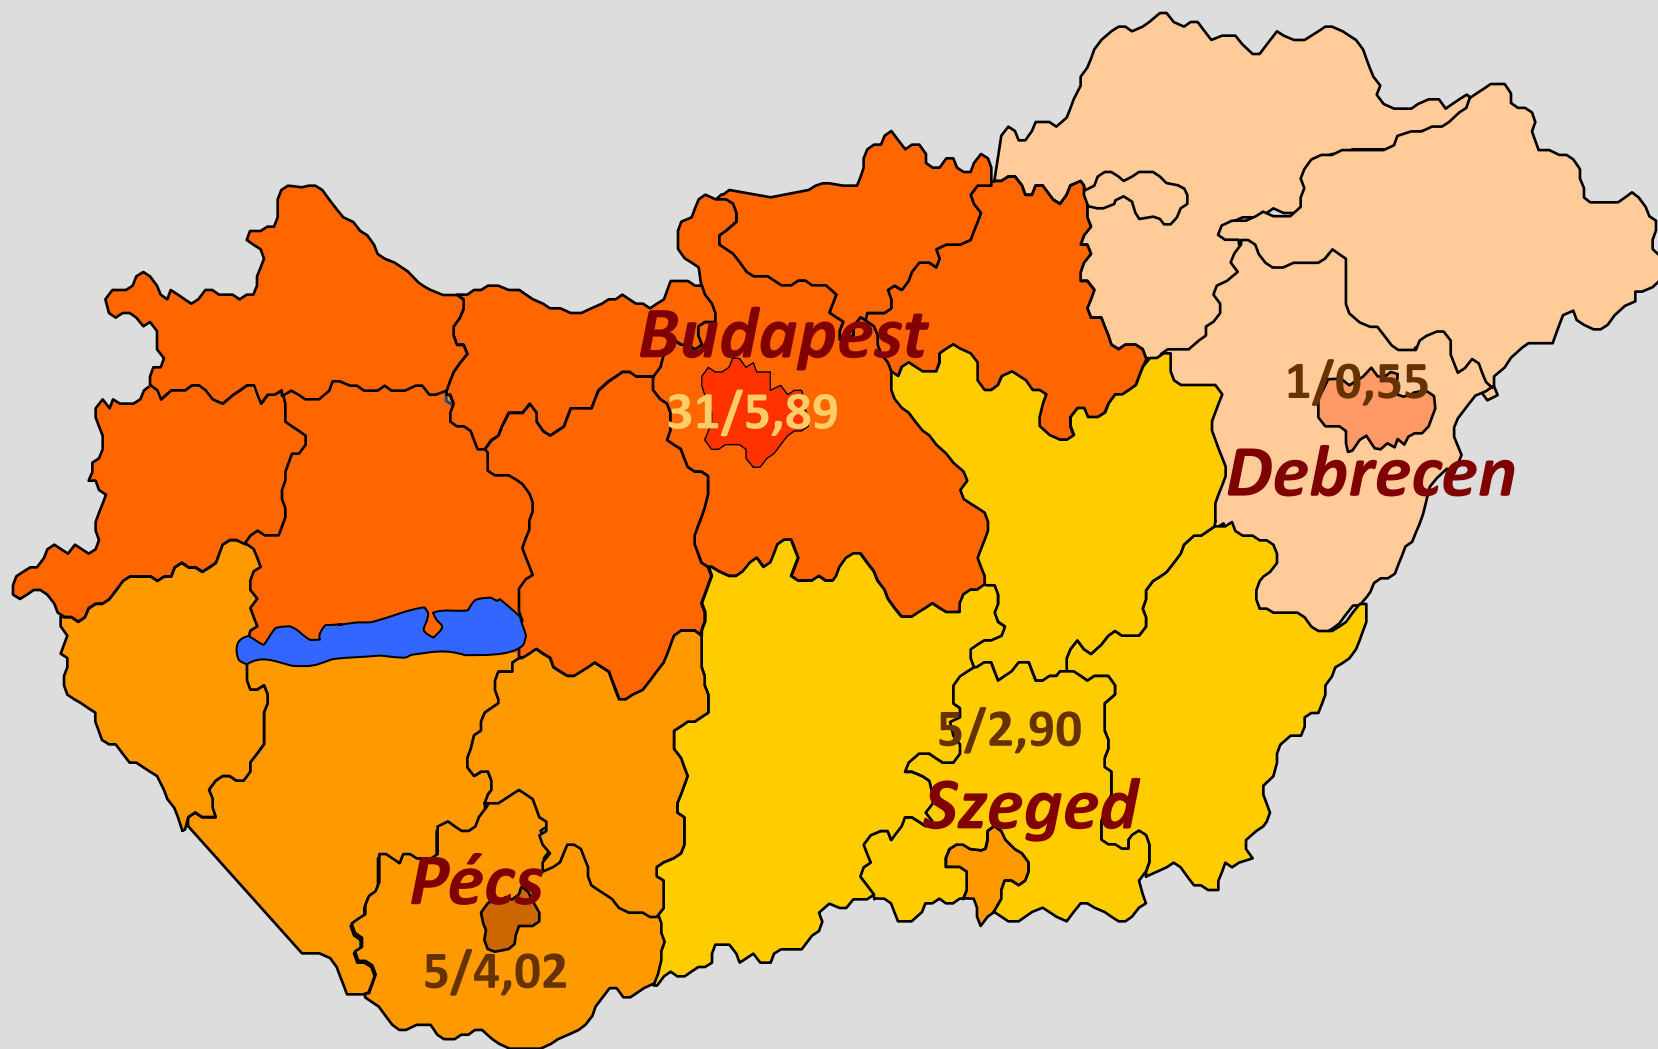 Budapest
31/5,89
1/0,55
Debrecen
5/2,90
Szeged
Pécs
5/4,02